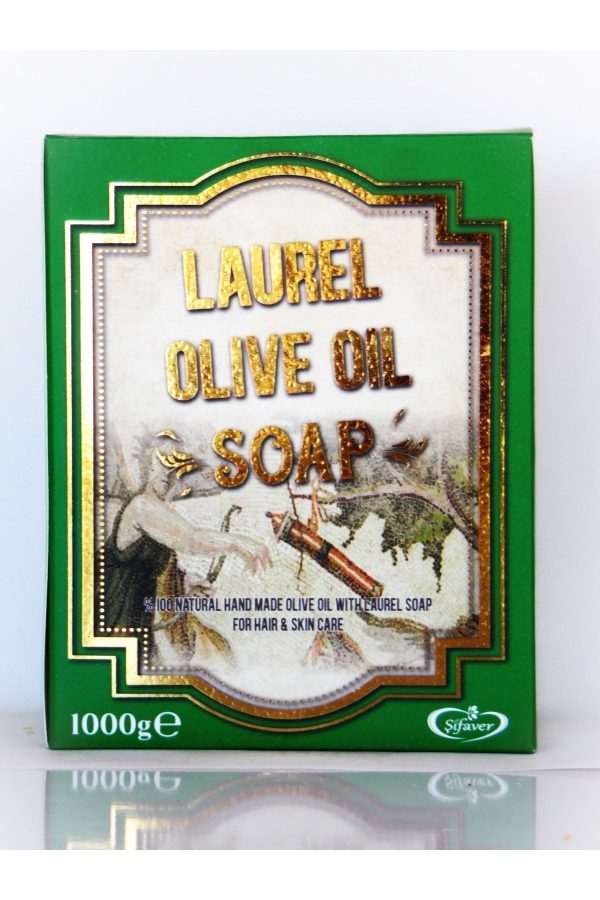 LAUREL
OLIVE OIL
SOAP
% 100 NATURAL HAND MADE OLIVE OIL WITH LAUREL SOAP
FOR HAIR & SKIN CARE
1000g℮
Şifaver